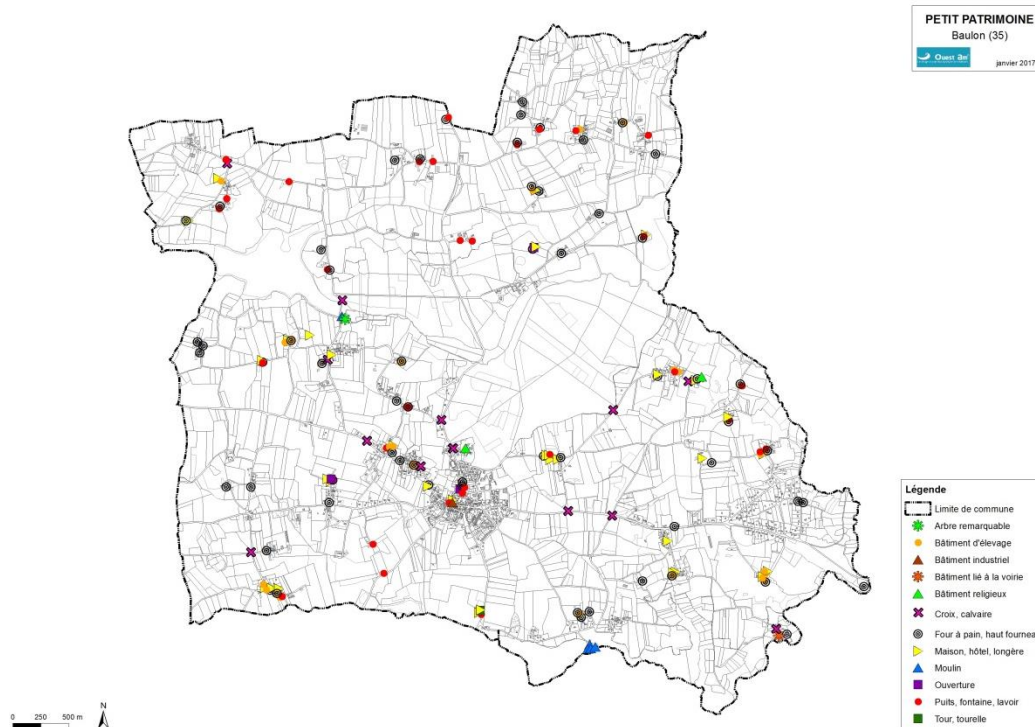 PETIT PATRIMOINE
Baulon (35)
Ouest Am'
janvier 2017
Légende
Limite de commune
Arbre remarquable
Bâtiment d'élevage
Bâtiment industriel
Bâtiment lié à la voirie
Bâtiment religieux
Croix, calvaire
Four à pain, haut fournea
Maison, hôtel, longère
Moulin
Ouverture
Puits, fontaine, lavoir
Tour, tourelle
0 250 500 m
N